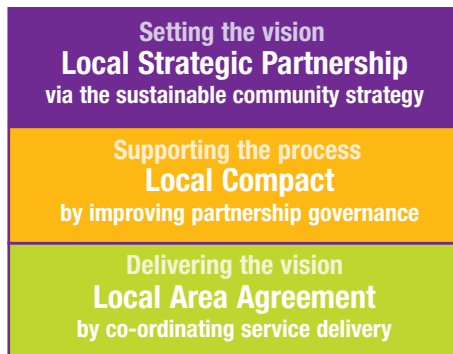 Setting the vision
Local Strategic Partnership
via the sustainable community strategy
Supporting the process
Local Compact
by improving partnership governance
Delivering the vision
Local Area Agreement
by co-ordinating service delivery